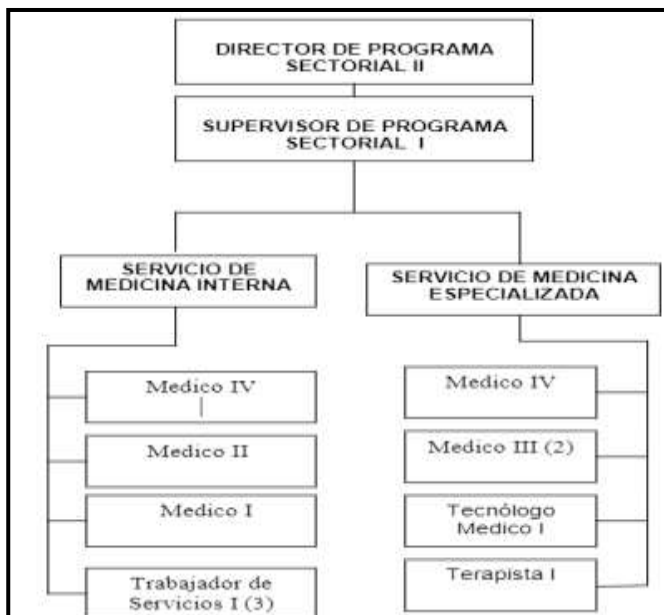 DIRECTOR DE PROGRAMA
SECTORIAL II
SUPERVISOR DE PROGRAMA
SECTORIAL I
SERVICIO DE
MEDICINA INTERNA
Medico IV
Medico II
Medico I
Trabajador de
Servicios I (3)
SERVICIO DE MEDICINA
ESPECIALIZADA
Medico IV
Medico III (2)
Tecnólogo
Medico I
Terapista I